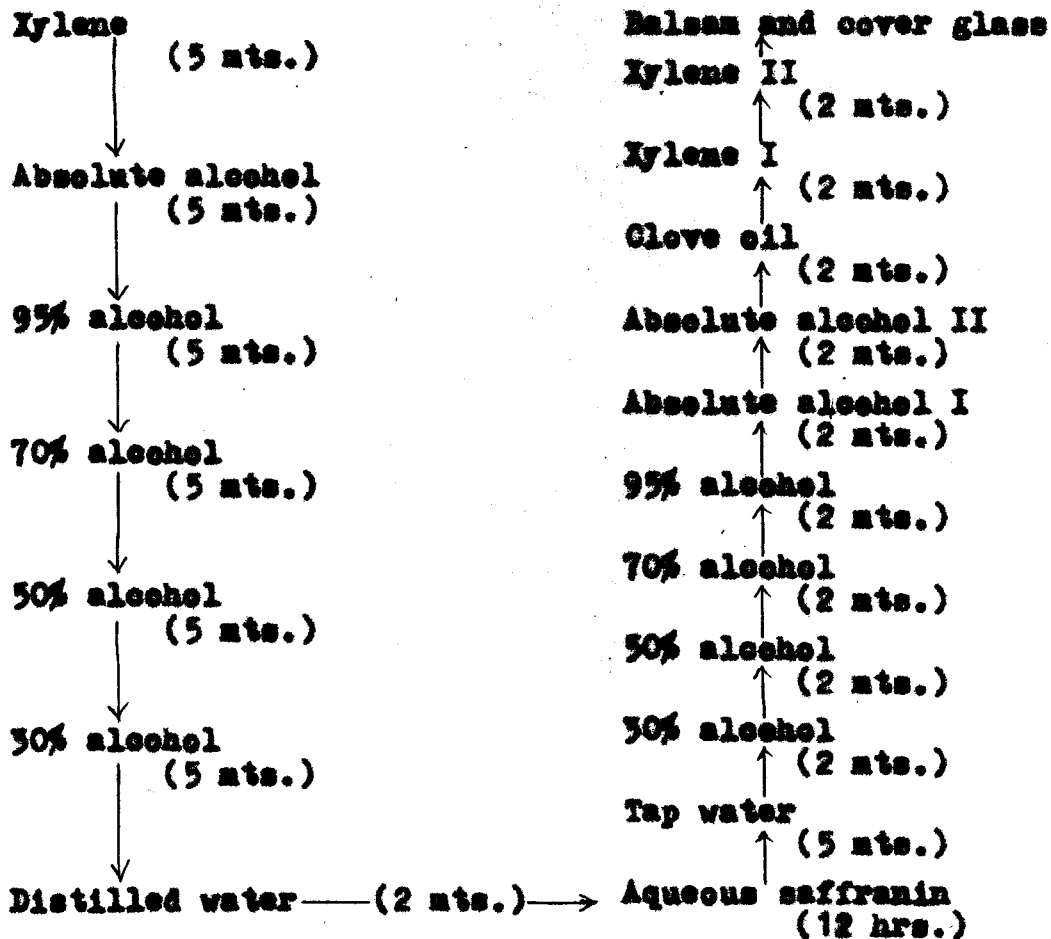 Xylene
(5 mts.)
Absolute alcohol
(5 mts.)
95% alcohol
(5 mts.)
70% alcohol
(5 mts.)
50% alcohol
(5 mts.)
30% alcohol
(5 mts.)
Distilled water (2 mts.)
Balsam and cover glass
Xylene II
(2 mts.)
Xylene I
(2 mts.)
Clove oil
(2 mts.)
Absolute alcohol II
(2 mts.)
Absolute alcohol I
(2 mts.)
95% alcohol
(2 mts.)
70% alcohol
(2 mts.)
50% alcohol
(2 mts.)
30% alcohol
(2 mts.)
Tap water
(5 mts.)
Aqueous saffranin
(12 hrs.)